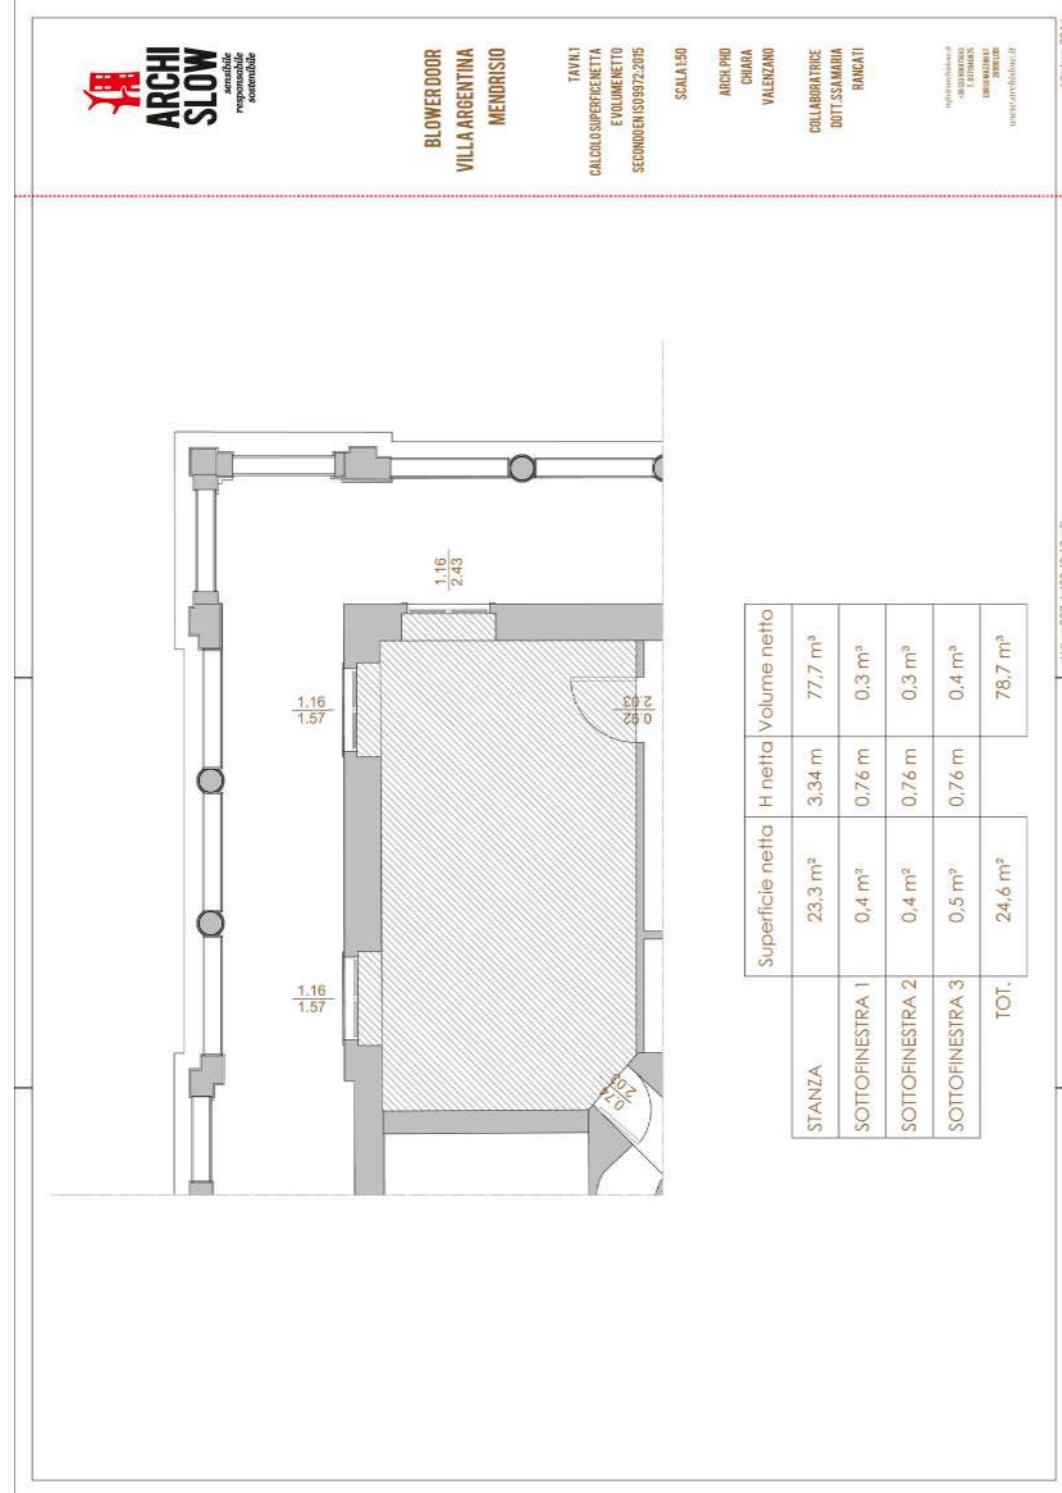 ARCHI
SLOW
sensibile
responsabile
sostenibile
BLOWER DOOR
VILLA ARGENTINA
MENDRISIO
TAV N.1
CALCOLO SUPERFICE NETTA
E VOLUME NETTO
SECONDO EN ISO 9972:2015
SCALA 1:50
ARCH. PHD
CHIARA
VALENZANO
COLLABORATRICE
DOTT.SSA MARIA
RANCATI
1.16
1.57
1.16
1.57
1.16
2.43
0.92
2.03
0.74
2.03
Superficie netta H netta Volume netto
STANZA 23,3 m² 3,34 m 77,7 m³
SOTTOFINESTRA 1 0,4 m² 0,76 m 0,3 m³
SOTTOFINESTRA 2 0,4 m² 0,76 m 0,3 m³
SOTTOFINESTRA 3 0,5 m² 0,76 m 0,4 m³
TOT. 24,6 m² 78,7 m³